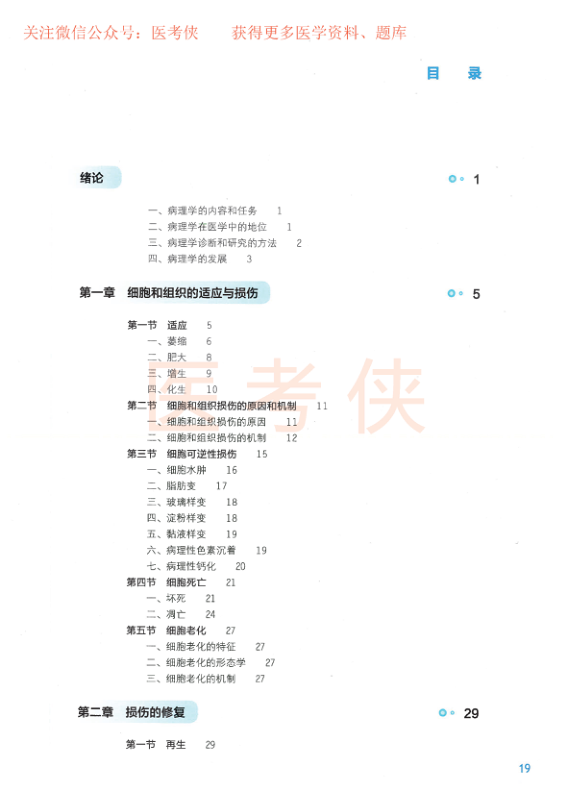 关注微信公众号：医考侠 获得更多医学资料、题库
目 录
绪论 1
一、病理学的内容和任务 1
二、病理学在医学中的地位 1
三、病理学诊断和研究的方法 2
四、病理学的发展 3
第一章 细胞和组织的适应与损伤 5
第一节 适应 5
一、萎缩 6
二、肥大 8
三、增生 9
四、化生 10
第二节 细胞和组织损伤的原因和机制 11
一、细胞和组织损伤的原因 11
二、细胞和组织损伤的机制 12
第三节 细胞可逆性损伤 15
一、细胞水肿 16
二、脂肪变 17
三、玻璃样变 18
四、淀粉样变 18
五、黏液样变 19
六、病理性色素沉着 19
七、病理性钙化 20
第四节 细胞死亡 21
一、坏死 21
二、凋亡 24
第五节 细胞老化 27
一、细胞老化的特征 27
二、细胞老化的形态学 27
三、细胞老化的机制 27
第二章 损伤的修复 29
第一节 再生 29
19
医考侠